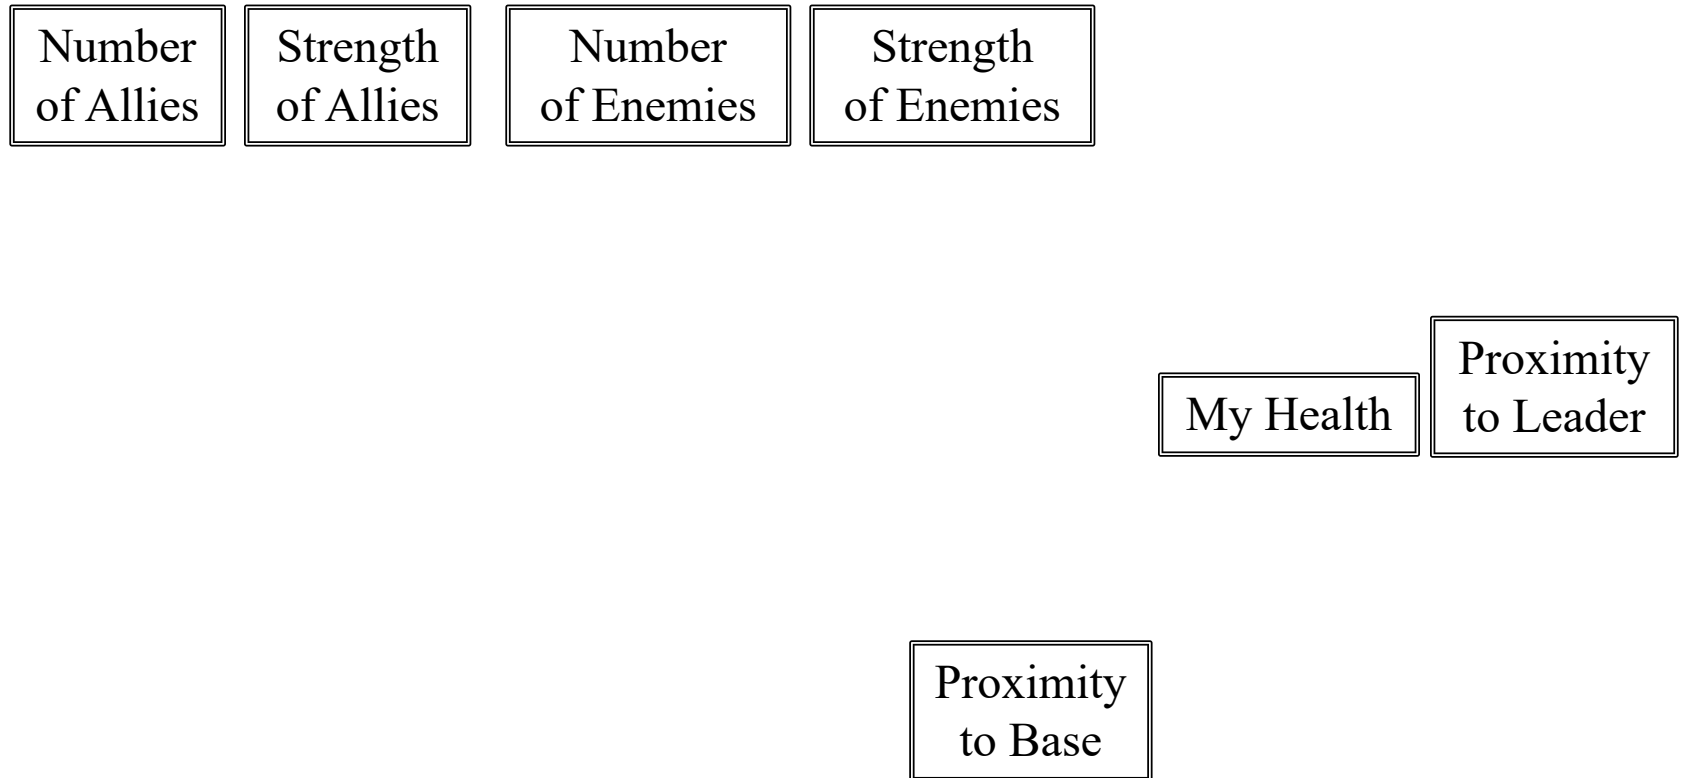 Number
of Allies
Strength
of Allies
Number
of Enemies
Strength
of Enemies
My Health
Proximity
to Leader
Proximity
to Base